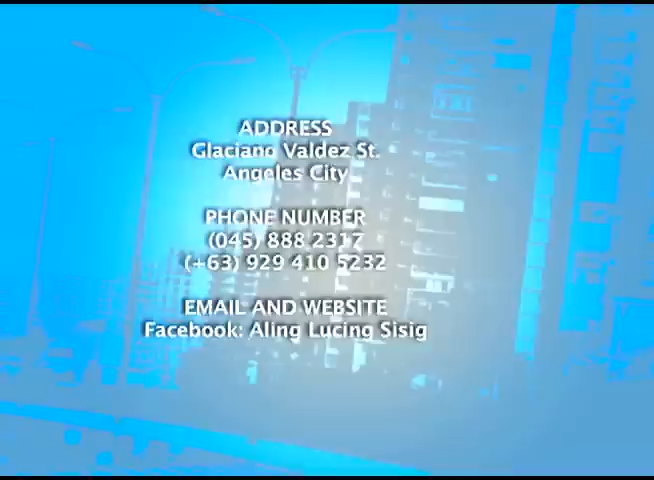 ADDRESS
Glaciano Valdez St.
Angeles City
PHONE NUMBER
(045) 888 2317
(+63) 929 410 5232
EMAIL AND WEBSITE
Facebook: Aling Lucing Sisig